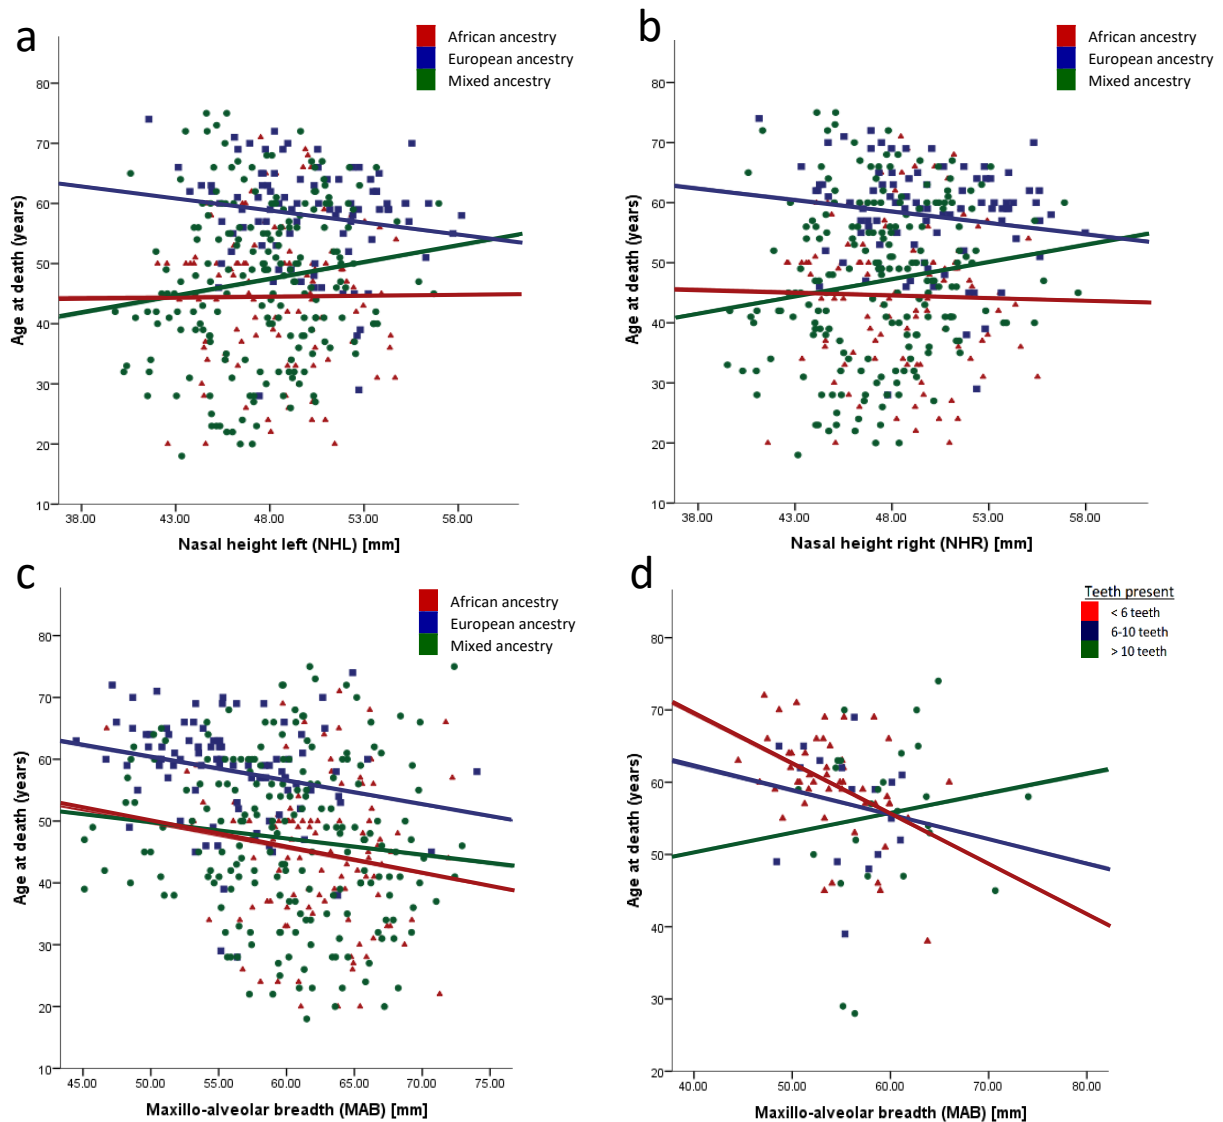 a
African ancestry
European ancestry
Mixed ancestry
Age at death (years)
80
70
60
50
40
30
20
10
38.00 43.00 48.00 53.00 58.00
Nasal height left (NHL) [mm]
b
African ancestry
European ancestry
Mixed ancestry
Age at death (years)
80
70
60
50
40
30
20
10
38.00 43.00 48.00 53.00 58.00
Nasal height right (NHR) [mm]
c
African ancestry
European ancestry
Mixed ancestry
Age at death (years)
80
70
60
50
40
30
20
10
45.00 50.00 55.00 60.00 65.00 70.00 75.00
Maxillo-alveolar breadth (MAB) [mm]
d
Teeth present
< 6 teeth
6-10 teeth
> 10 teeth
Age at death (years)
80
70
60
50
40
30
20
40.00 50.00 60.00 70.00 80.00
Maxillo-alveolar breadth (MAB) [mm]